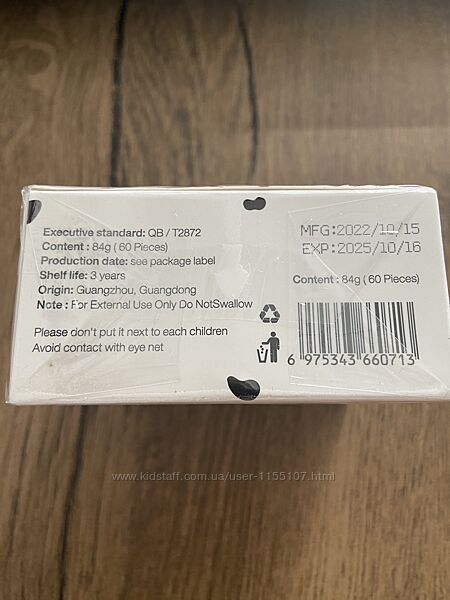 Executive standard: QB / T2872
Content : 84g ( 60 Pieces)
Production date: see package label
Shelf life: 3 years
Origin: Guangzhou, Guangdong
Note : For External Use Only Do NotSwallow
Please don't put it next to each children
Avoid contact with eye net
MFG:2022/10/15
EXP:2025/10/16
Content : 84g ( 60 Pieces)
6 975343 660713
www.kidstaff.com.ua/user-1155107.html